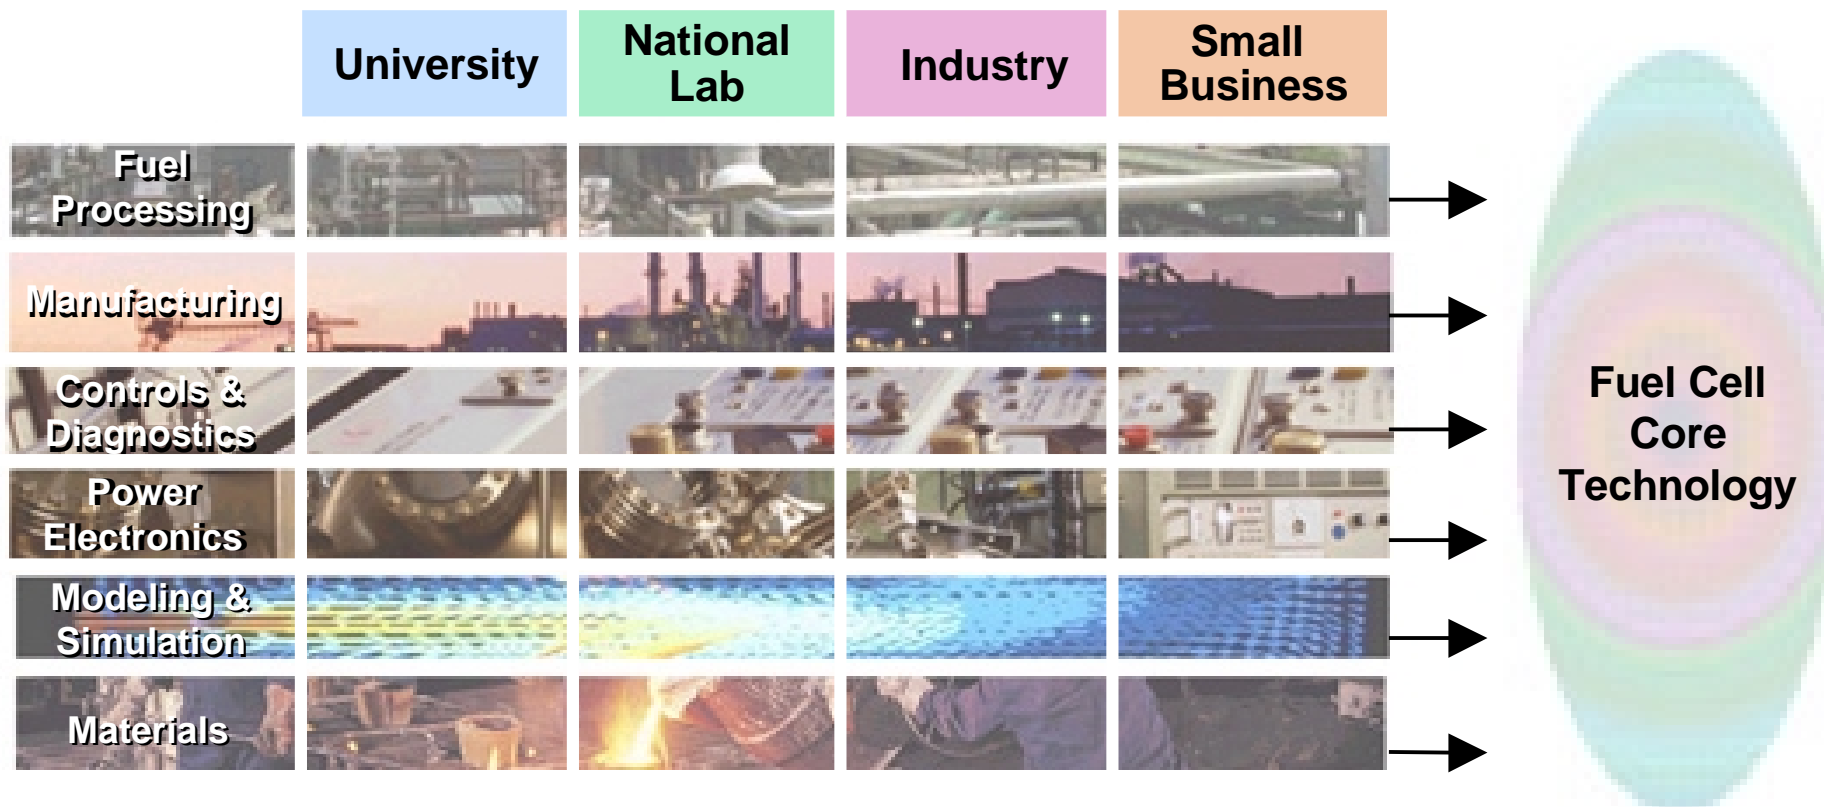 University
National
Lab
Industry
Small
Business
Fuel
Processing
Manufacturing
Controls &
Diagnostics
Power
Electronics
Modeling &
Simulation
Materials
Fuel Cell
Core
Technology